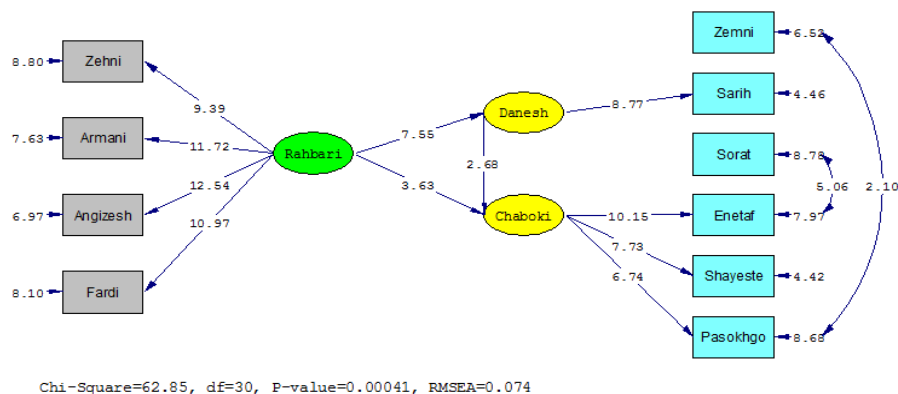 Zemni
6.52
8.80
Zehni
Sarih
4.46
9.39
Danesh
8.77
7.63
Armani
11.72
7.55
Rahbari
2.68
Sorat
8.70
3.63
5.06
2.10
12.54
6.97
Angizesh
10.97
Chaboki
10.15
Enetaf
7.97
7.73
6.74
Shayeste
4.42
8.10
Fardi
Pasokhgo
8.68
Chi-Square=62.85, df=30, P-value=0.00041, RMSEA=0.074